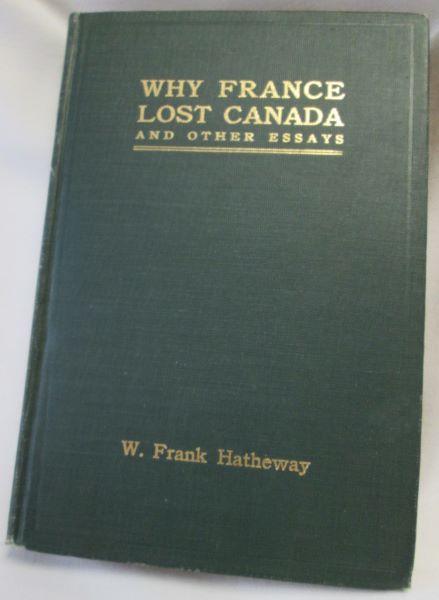 WHY FRANCE
LOST CANADA
AND OTHER ESSAYS
W. Frank Hatheway